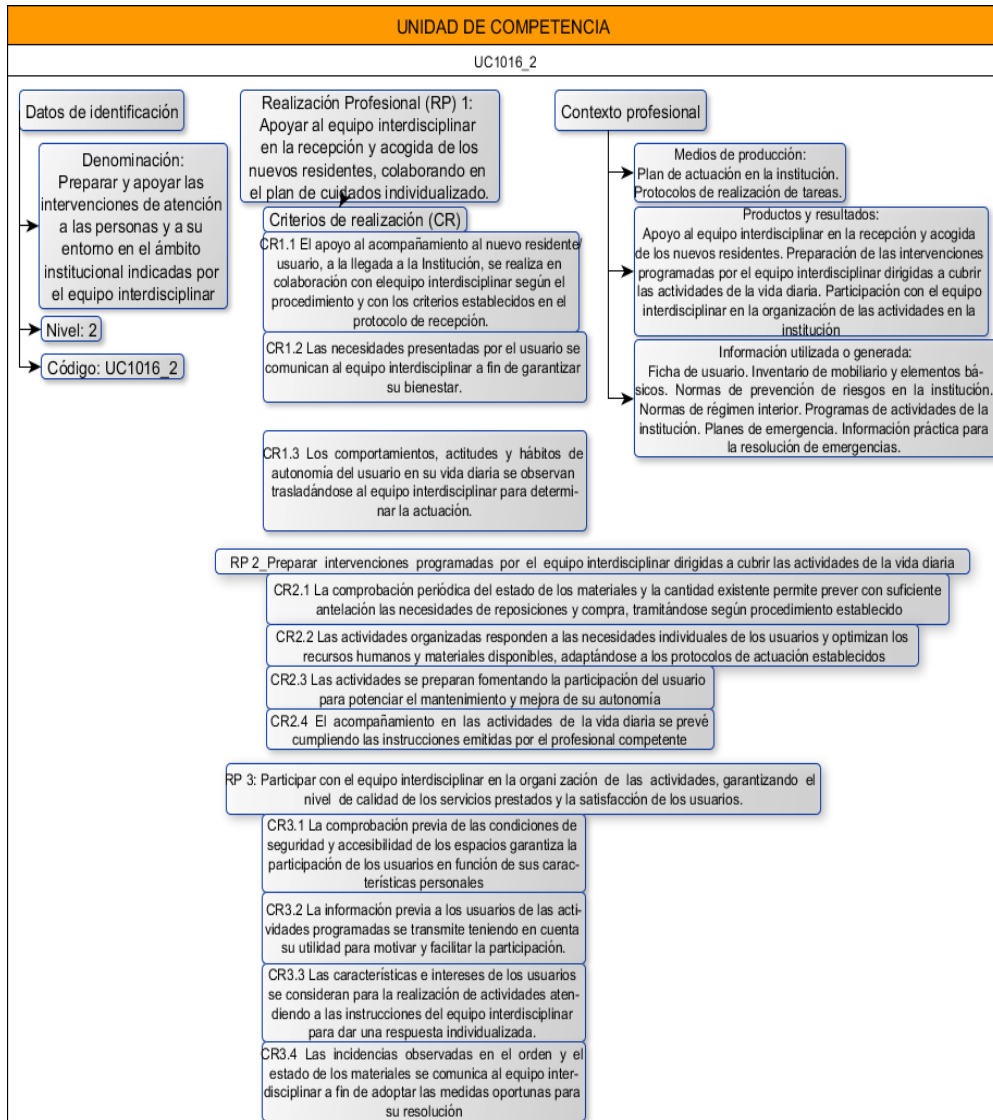 UNIDAD DE COMPETENCIA
UC1016_2
Datos de identificación
Denominación:
Preparar y apoyar las
intervenciones de atención
a las personas y a su
entorno en el ámbito
institucional indicadas por
el equipo interdisciplinar
Nivel: 2
Código: UC1016_2
Realización Profesional (RP) 1:
Apoyar al equipo interdisciplinar
en la recepción y acogida de los
nuevos residentes, colaborando en
el plan de cuidados individualizado.
Criterios de realización (CR)
CR1.1 El apoyo al acompañamiento al nuevo residente/
usuario, a la llegada a la Institución, se realiza en
colaboración con elequipo interdisciplinar según el
procedimiento y con los criterios establecidos en el
protocolo de recepción.
CR1.2 Las necesidades presentadas por el usuario se
comunican al equipo interdisciplinar a fin de garantizar
su bienestar.
CR1.3 Los comportamientos, actitudes y hábitos de
autonomía del usuario en su vida diaria se observan
trasladándose al equipo interdisciplinar para determi-
nar la actuación.
Contexto profesional
Medios de producción:
Plan de actuación en la institución.
Protocolos de realización de tareas.
Productos y resultados:
Apoyo al equipo interdisciplinar en la recepción y acogida
de los nuevos residentes. Preparación de las intervenciones
programadas por el equipo interdisciplinar dirigidas a cubrir
las actividades de la vida diaria. Participación con el equipo
interdisciplinar en la organización de las actividades en la
institución
Información utilizada o generada:
Ficha de usuario. Inventario de mobiliario y elementos bá-
sicos. Normas de prevención de riesgos en la institución.
Normas de régimen interior. Programas de actividades de la
institución. Planes de emergencia. Información práctica para
la resolución de emergencias.
RP 2_Preparar intervenciones programadas por el equipo interdisciplinar dirigidas a cubrir las actividades de la vida diaria
CR2.1 La comprobación periódica del estado de los materiales y la cantidad existente permite prever con suficiente
antelación las necesidades de reposiciones y compra, tramitándose según procedimiento establecido
CR2.2 Las actividades organizadas responden a las necesidades individuales de los usuarios y optimizan los
recursos humanos y materiales disponibles, adaptándose a los protocolos de actuación establecidos
CR2.3 Las actividades se preparan fomentando la participación del usuario
para potenciar el mantenimiento y mejora de su autonomía
CR2.4 El acompañamiento en las actividades de la vida diaria se prevé
cumpliendo las instrucciones emitidas por el profesional competente
RP 3: Participar con el equipo interdisciplinar en la organi zación de las actividades, garantizando el
nivel de calidad de los servicios prestados y la satisfacción de los usuarios.
CR3.1 La comprobación previa de las condiciones de
seguridad y accesibilidad de los espacios garantiza la
participación de los usuarios en función de sus carac-
terísticas personales
CR3.2 La información previa a los usuarios de las acti-
vidades programadas se transmite teniendo en cuenta
su utilidad para motivar y facilitar la participación.
CR3.3 Las características e intereses de los usuarios
se consideran para la realización de actividades aten-
diendo a las instrucciones del equipo interdisciplinar
para dar una respuesta individualizada.
CR3.4 Las incidencias observadas en el orden y el
estado de los materiales se comunica al equipo inter-
disciplinar a fin de adoptar las medidas oportunas para
su resolución